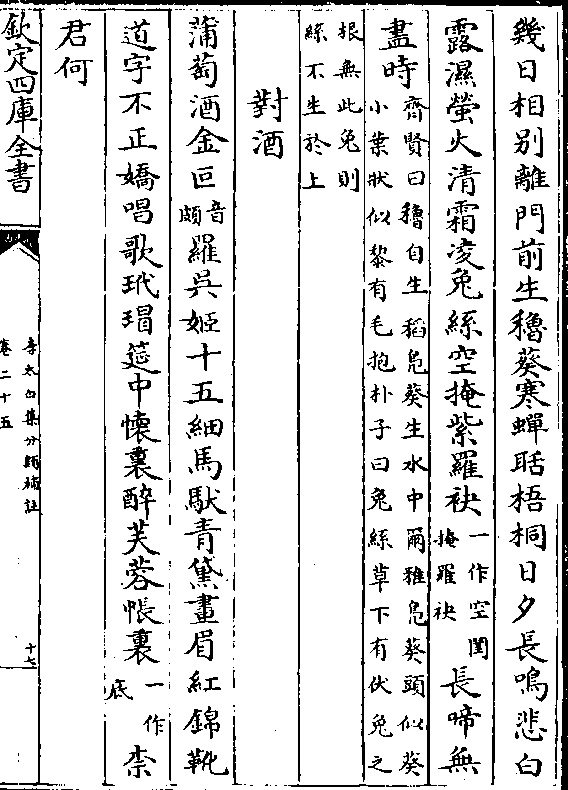 幾日相別離門前生穭葵寒蟬聒梧桐日夕長鳴悲白
露濕螢火清霜凌兔絲空掩紫羅袂一作空閨掩羅袂長啼無
盡時齊賢曰穭自生稻鳧葵生水中爾雅鳧葵頭似葵小葉狀似藜有毛抱朴子曰兔絲草下有伏兔之
根無此兔則絲不生於上
對酒
蒲萄酒金叵音頗羅吳姬十五細馬馱青黛畫眉紅錦靴
道字不正嬌唱歌玳瑁筵中懷裏醉芙蓉帳裏一作底柰
君何
欽定四庫全書
李太白集分類補註
卷二十五
十七